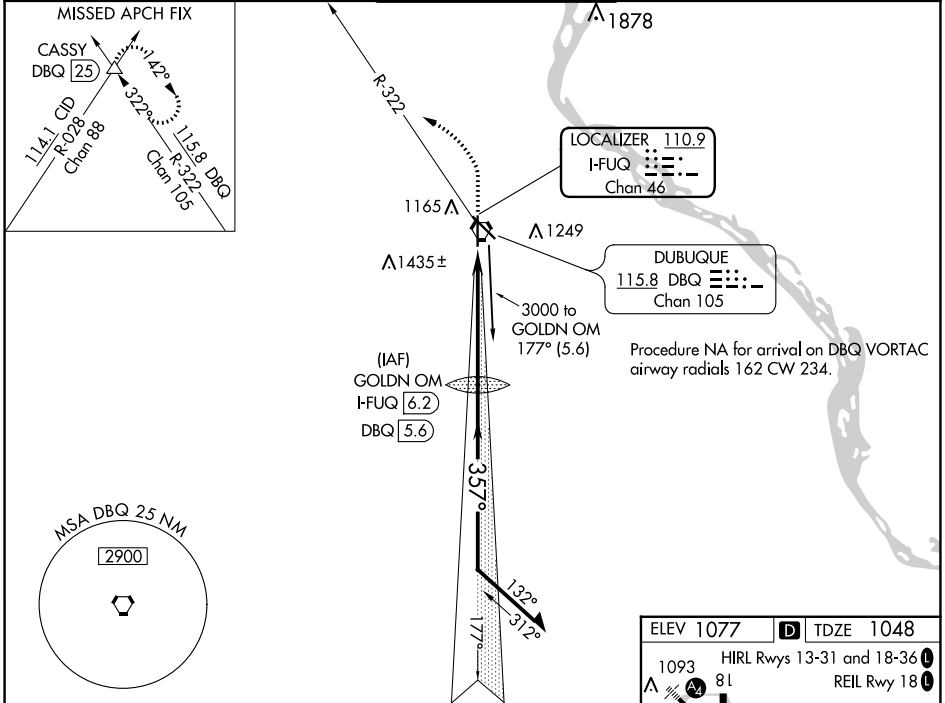 MISSED APCH FIX
CASSY
DBQ 25
142°
322°
114.1 CID
R-028
Chan 88
115.8 DBQ
R-322
Chan 105
1878
R-322
LOCALIZER 110.9
I-FUQ
Chan 46
1165
1249
1435±
DUBUQUE
115.8 DBQ
Chan 105
3000 to
GOLDN OM
177° (5.6)
Procedure NA for arrival on DBQ VORTAC
airway radials 162 CW 234.
(IAF)
GOLDN OM
I-FUQ 6.2
DBQ 5.6
357°
MSA DBQ 25 NM
2900
132°
312°
177°
ELEV 1077 D TDZE 1048
HIRL Rwys 13-31 and 18-36 L
REIL Rwy 18 L
1093
A4
18